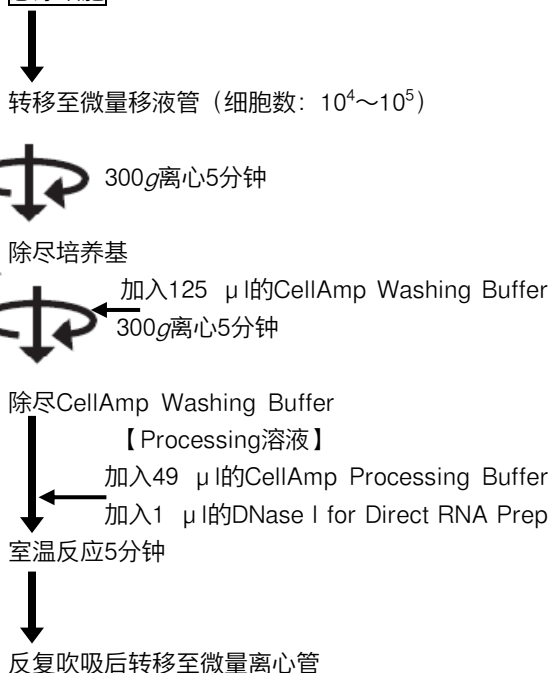 转移至微量移液管（细胞数：10⁴～10⁵）
300g离心5分钟
除尽培养基
加入125 μl的CellAmp Washing Buffer
300g离心5分钟
除尽CellAmp Washing Buffer
【Processing溶液】
加入49 μl的CellAmp Processing Buffer
加入1 μl的DNase I for Direct RNA Prep
室温反应5分钟
反复吹吸后转移至微量离心管